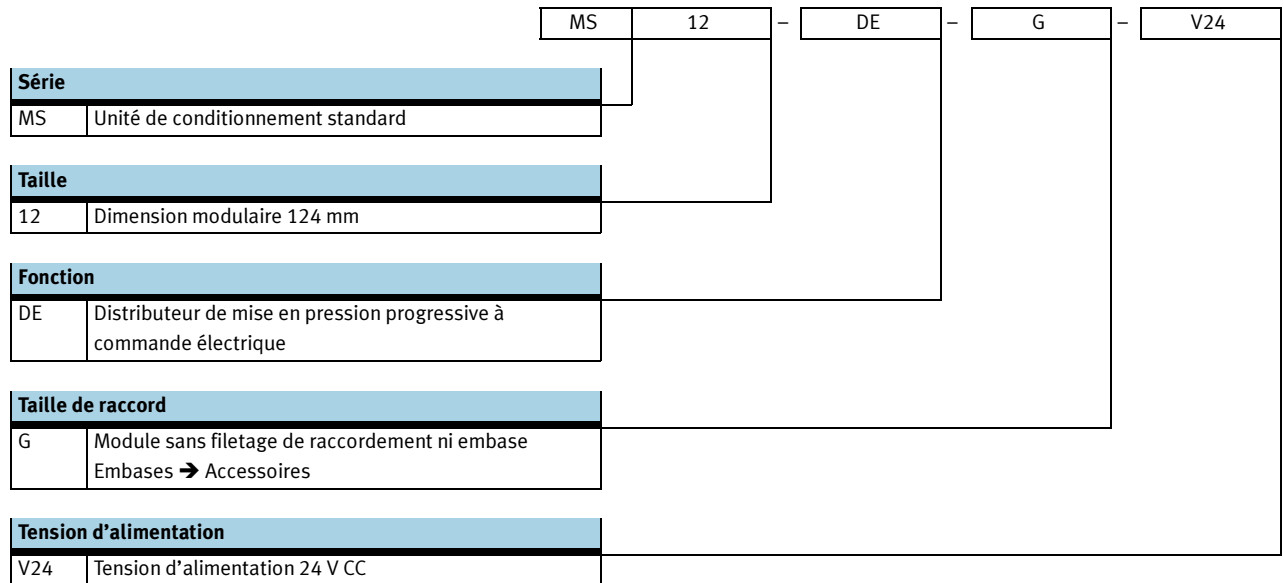 MS 12 – DE – G – V24
Série
MS Unité de conditionnement standard
Taille
12 Dimension modulaire 124 mm
Fonction
DE Distributeur de mise en pression progressive à
commande électrique
Taille de raccord
G Module sans filetage de raccordement ni embase
Embases ➔ Accessoires
Tension d’alimentation
V24 Tension d’alimentation 24 V CC